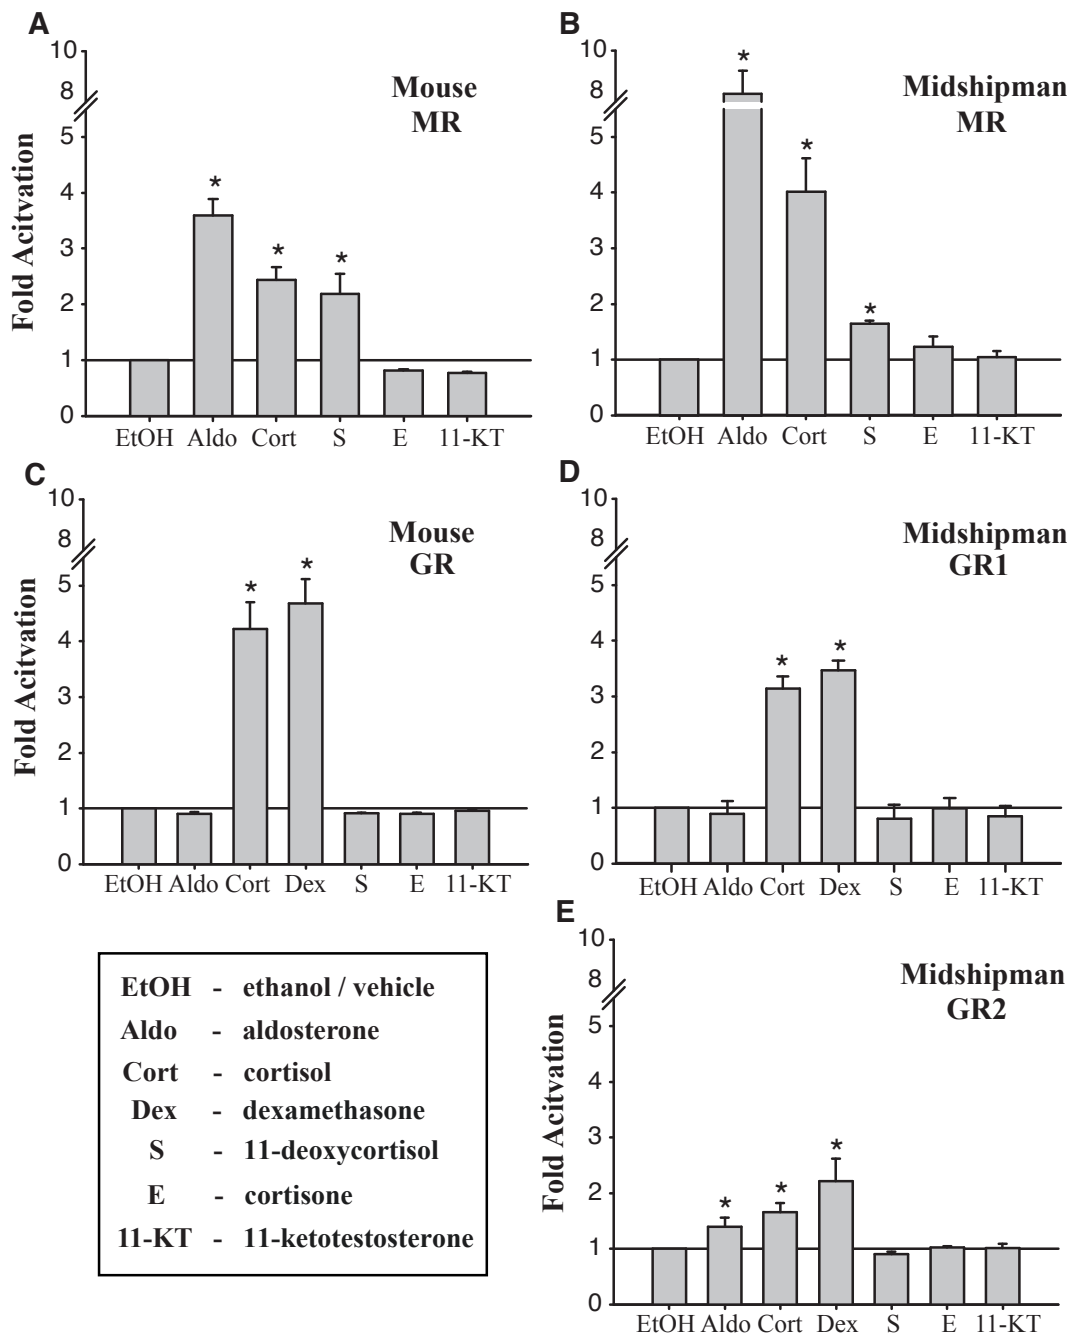 A
10
8
5
4
3
2
1
0
Fold Acitvation
Mouse
MR
EtOH Aldo Cort S E 11-KT
B
10
8
5
4
3
2
1
0
Midshipman
MR
EtOH Aldo Cort S E 11-KT
* * *
* * *
C
10
8
5
4
3
2
1
0
Fold Acitvation
Mouse
GR
* *
EtOH Aldo Cort Dex S E 11-KT
D
10
8
5
4
3
2
1
0
Midshipman
GR1
* *
EtOH Aldo Cort Dex S E 11-KT
EtOH - ethanol / vehicle
Aldo - aldosterone
Cort - cortisol
Dex - dexamethasone
S - 11-deoxycortisol
E - cortisone
11-KT - 11-ketotestosterone
E
10
8
5
4
3
2
1
0
Fold Acitvation
Midshipman
GR2
* * *
EtOH Aldo Cort Dex S E 11-KT